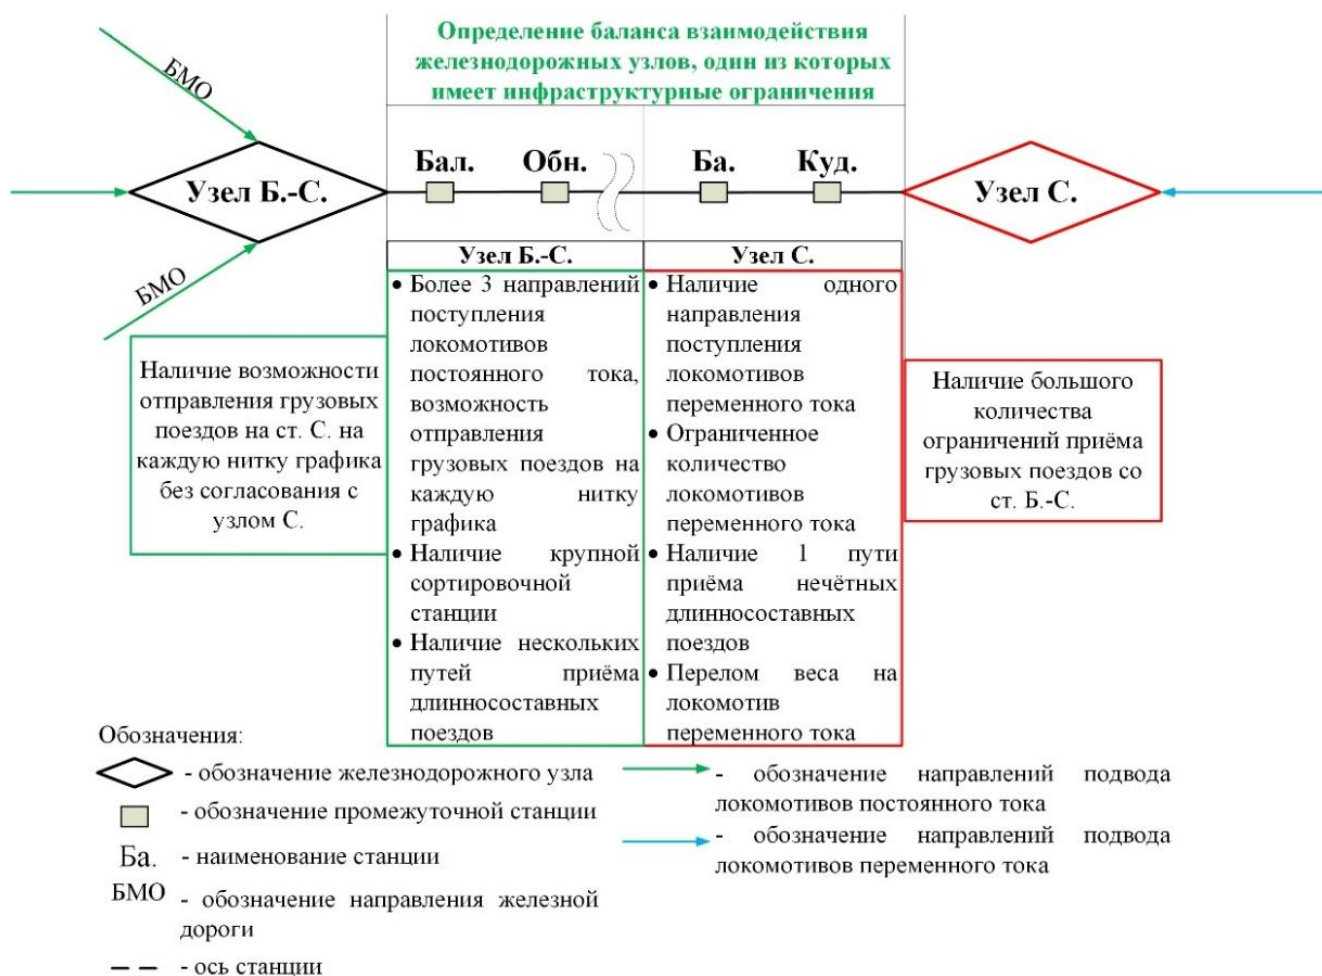 Определение баланса взаимодействия
железнодорожных узлов, один из которых
имеет инфраструктурные ограничения
БМО
Бал.
Обн.
Ба.
Куд.
Узел Б.-С.
Узел С.
БМО
Узел Б.-С.
• Более 3 направлений
поступления
локомотивов
постоянного тока,
возможность
отправления
грузовых поездов на
каждую нитку
графика
• Наличие крупной
сортировочной
станции
• Наличие нескольких
путей приёма
длинносоставных
поездов
Узел С.
• Наличие одного
направления
поступления
локомотивов
переменного тока
• Ограниченное
количество
локомотивов
переменного тока
• Наличие 1 пути
приёма нечётных
длинносоставных
поездов
• Перелом веса на
локомотив
переменного тока
Наличие возможности
отправления грузовых
поездов на ст. С. на
каждую нитку графика
без согласования с
узлом С.
Наличие большого
количества
ограничений приёма
грузовых поездов со
ст. Б.-С.
Обозначения:
- обозначение железнодорожного узла
- обозначение промежуточной станции
Ба. - наименование станции
БМО - обозначение направления железной
дороги
- ось станции
- обозначение направлений подвода
локомотивов постоянного тока
- обозначение направлений подвода
локомотивов переменного тока